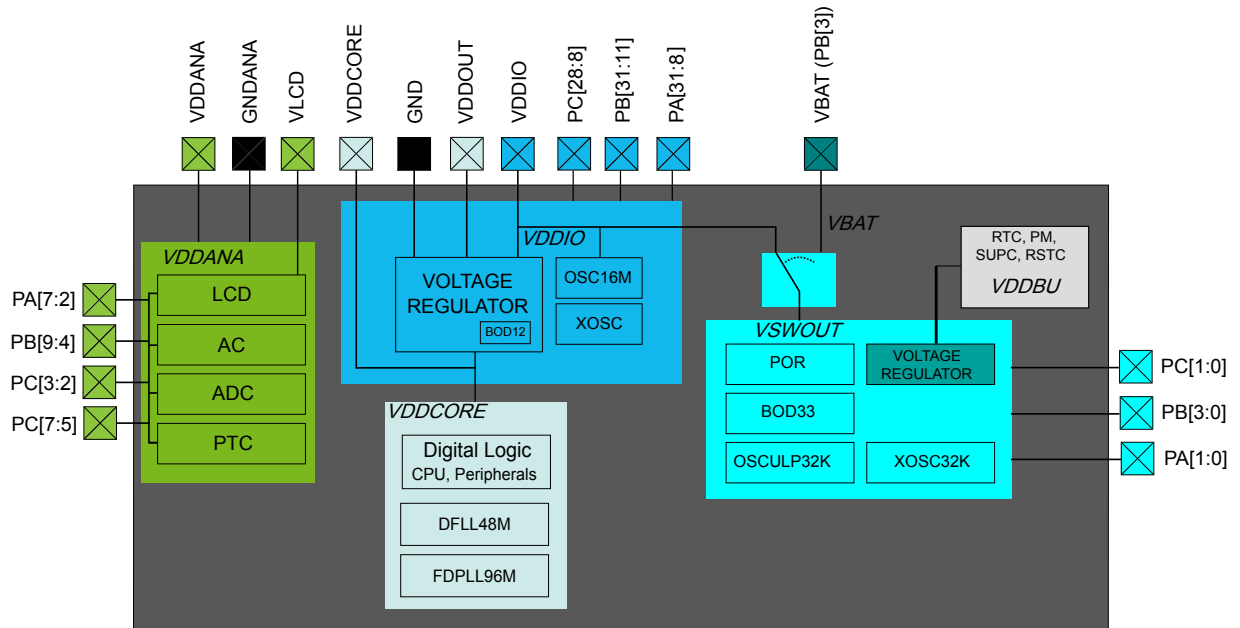 VDDANA
GNDANA
VLCD
VDDCORE
GND
VDDOUT
VDDIO
PC[28:8]
PB[31:11]
PA[31:8]
VBAT (PB[3])
PA[7:2]
PB[9:4]
PC[3:2]
PC[7:5]
VDDANA
LCD
AC
ADC
PTC
VDDIO
VOLTAGE
REGULATOR
BOD12
OSC16M
XOSC
VDDCORE
Digital Logic
CPU, Peripherals
DFLL48M
FDPLL96M
VBAT
RTC, PM,
SUPC, RSTC
VDDBU
VSWOUT
POR
VOLTAGE
REGULATOR
BOD33
OSCULP32K
XOSC32K
PC[1:0]
PB[3:0]
PA[1:0]